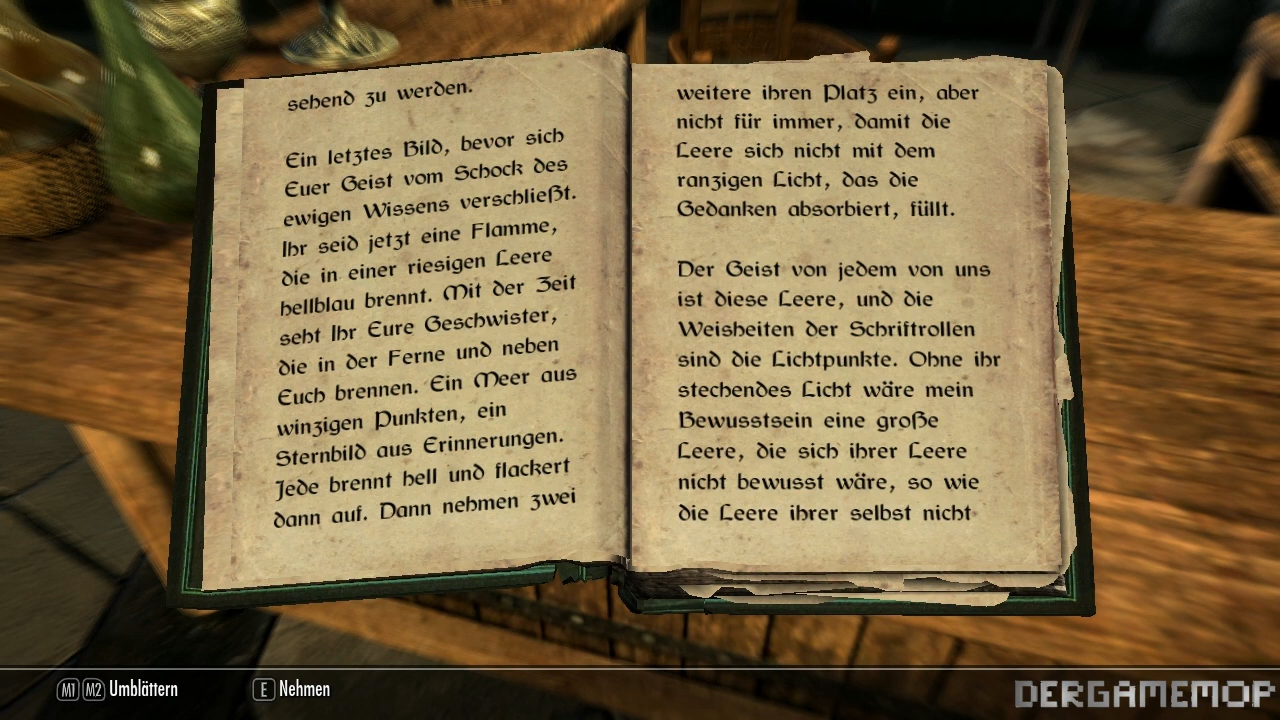 sehend zu werden.
Ein letztes Bild, bevor sich
Euer Geist vom Schock des
ewigen Wissens verschließt.
Ihr seid jetzt eine Flamme,
die in einer riesigen Leere
hellblau brennt. Mit der Zeit
seht Ihr Eure Geschwister,
die in der Ferne und neben
Euch brennen. Ein Meer aus
winzigen Punkten, ein
Sternbild aus Erinnerungen.
Jede brennt hell und flackert
dann auf. Dann nehmen zwei
weitere ihren Platz ein, aber
nicht für immer, damit die
Leere sich nicht mit dem
ranzigen Licht, das die
Gedanken absorbiert, füllt.
Der Geist von jedem von uns
ist diese Leere, und die
Weisheiten der Schriftrollen
sind die Lichtpunkte. Ohne ihr
stechendes Licht wäre mein
Bewusstsein eine große
Leere, die sich ihrer Leere
nicht bewusst wäre, so wie
die Leere ihrer selbst nicht
M1 M2 Umblättern
E Nehmen
DERGAMEMOP